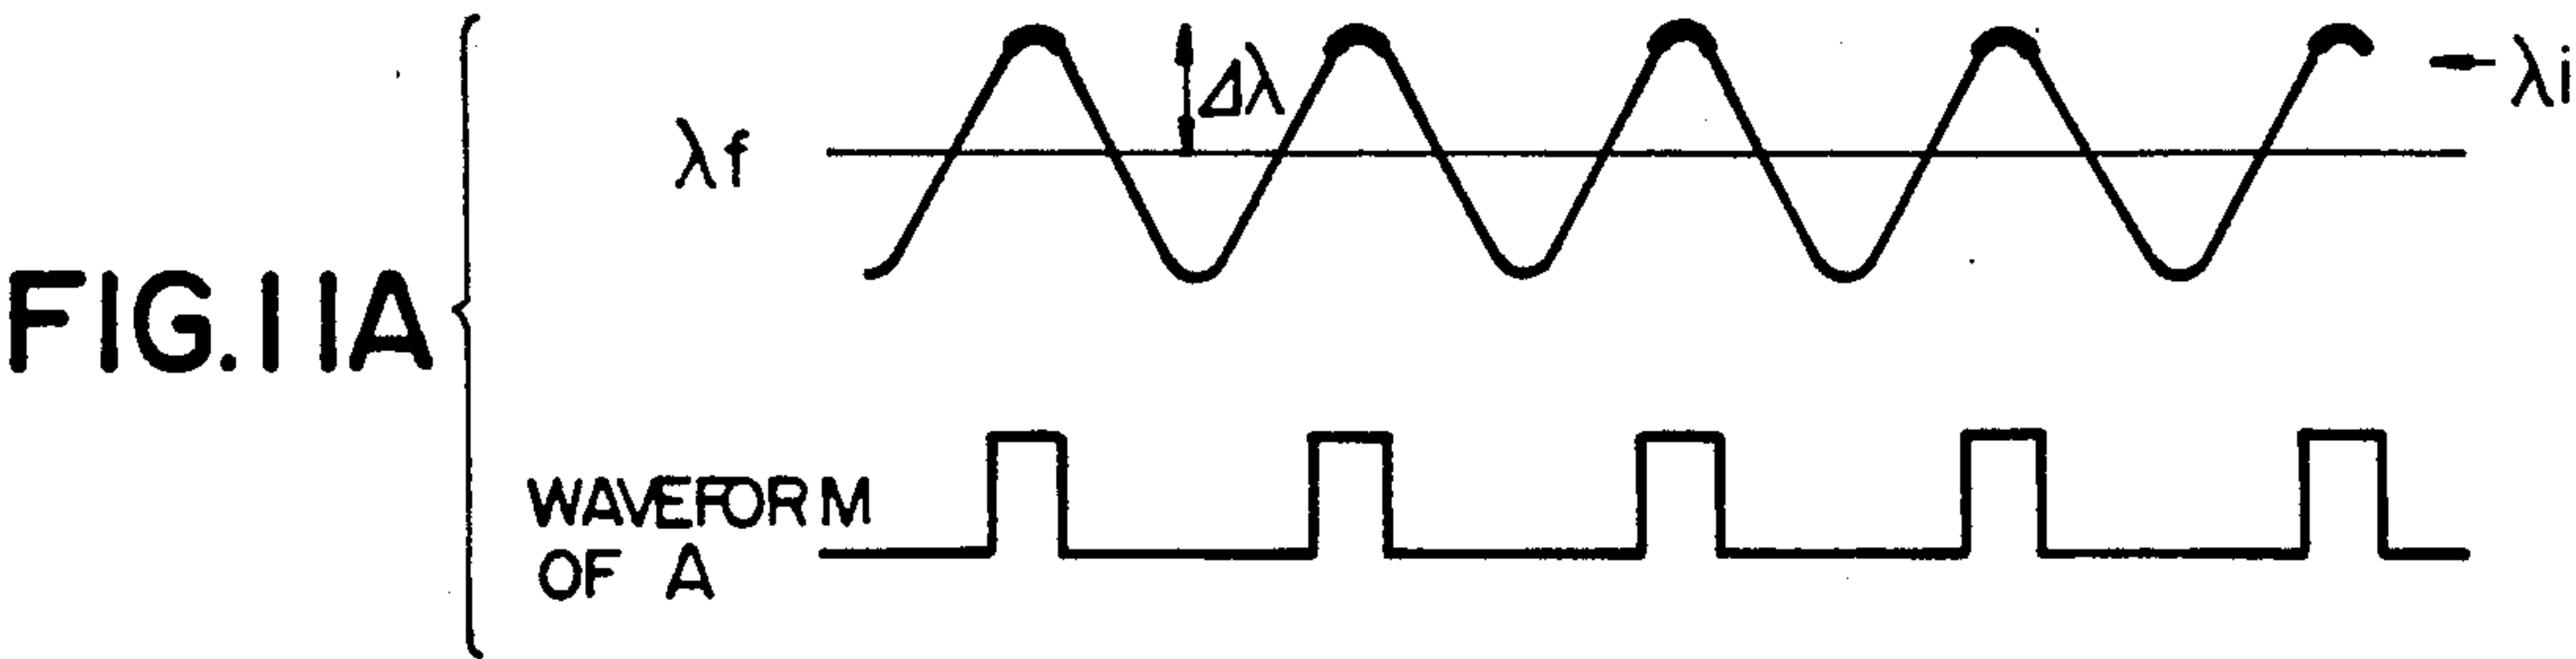 FIG.11A
λf
Δλ
λi
WAVEFORM
OF A